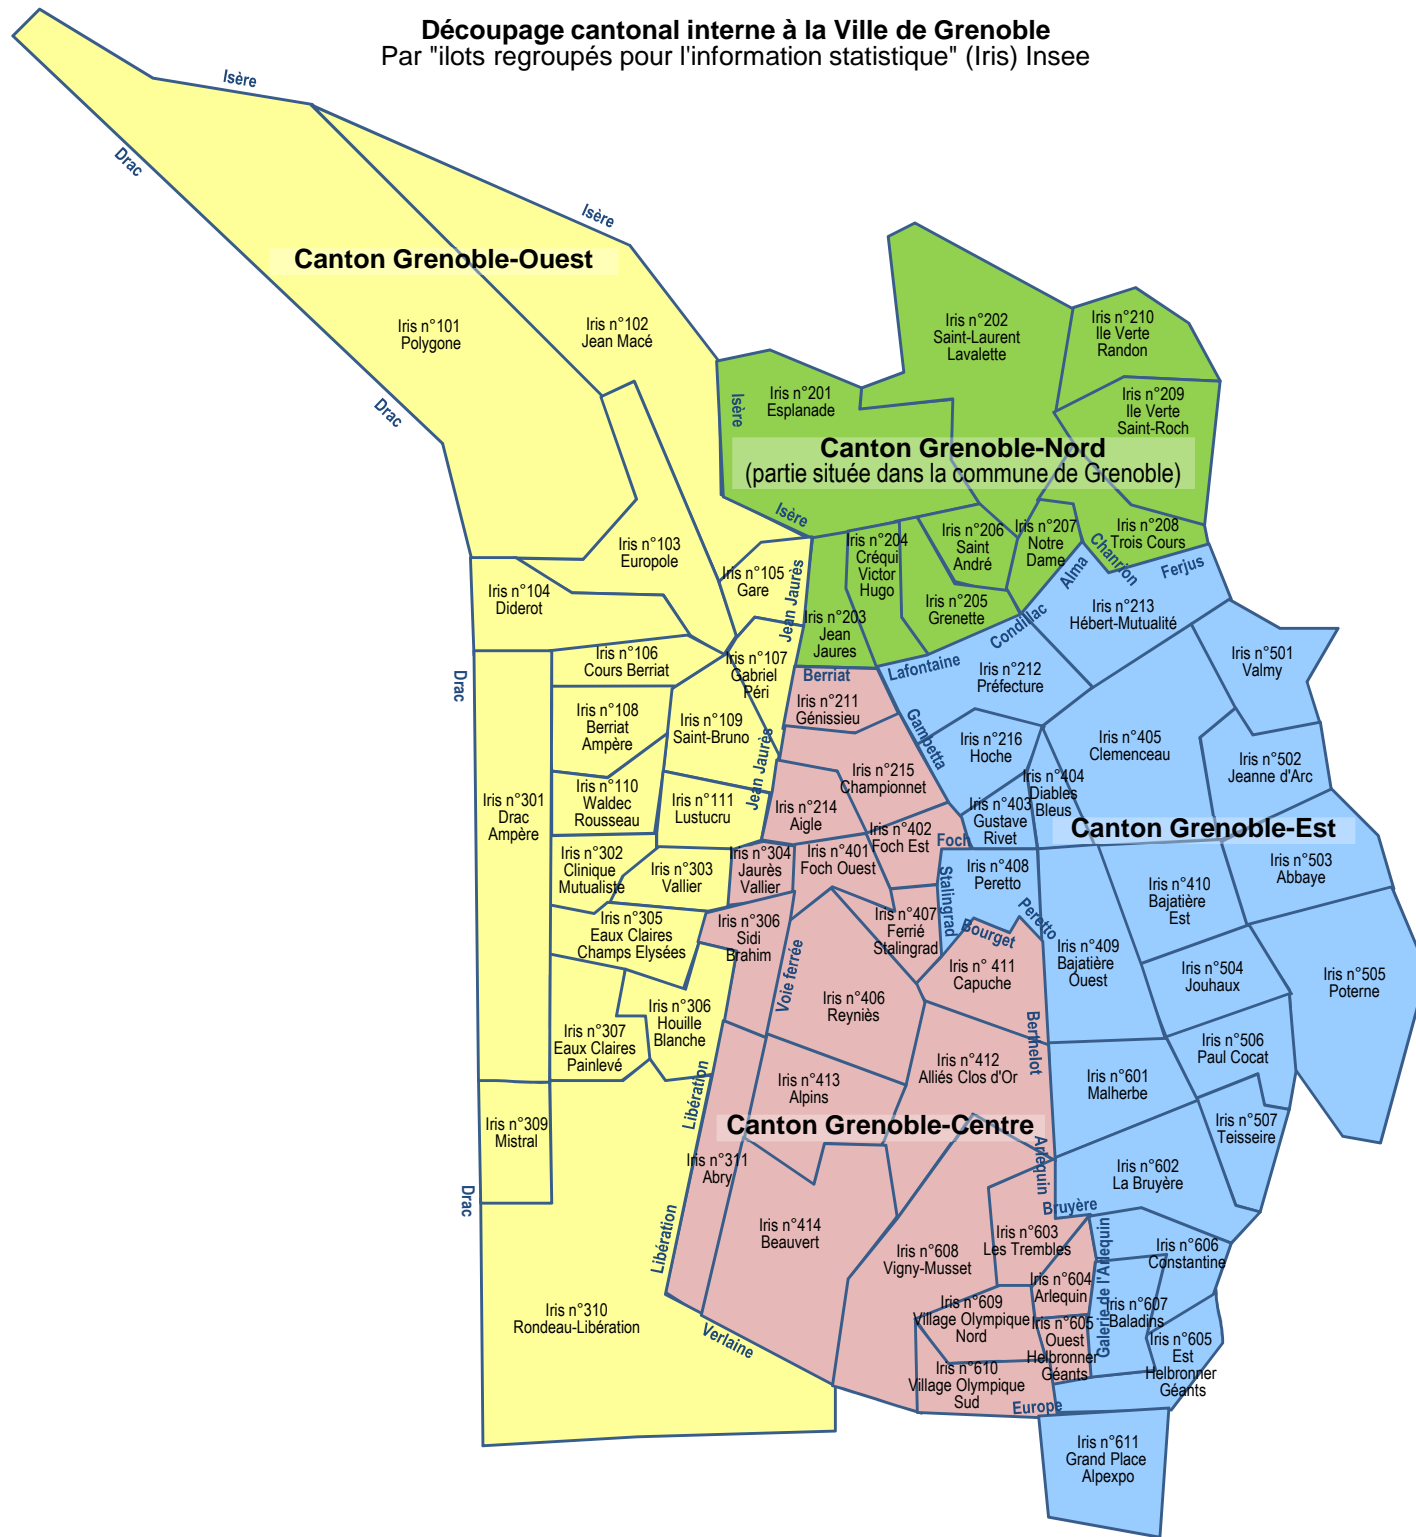 Découpage cantonal interne à la Ville de Grenoble
Par "ilots regroupés pour l'information statistique" (Iris) Insee
Isère
Drac
Isère
Canton Grenoble-Ouest
Iris n°101
Polygone
Iris n°102
Jean Macé
Drac
Iris n°202
Saint-Laurent
Lavalette
Iris n°210
Ile Verte
Randon
Iris n°201
Esplanade
Isère
Iris n°209
Ile Verte
Saint-Roch
Canton Grenoble-Nord
(partie située dans la commune de Grenoble)
Isère
Iris n°204
Créqui
Victor
Hugo
Iris n°206
Saint
André
Iris n°207
Notre
Dame
Iris n°208
Trois Cours
Chanrion
Ferjus
Alma
Iris n°103
Europole
Iris n°105
Gare
Jean Jaurès
Iris n°104
Diderot
Iris n°205
Grenette
Condillac
Iris n°203
Jean
Jaures
Iris n°213
Hébert-Mutualité
Iris n°106
Cours Berriat
Iris n°107
Gabriel
Péri
Berriat
Lafontaine
Iris n°212
Préfecture
Iris n°501
Valmy
Drac
Iris n°211
Génissieu
Gambetta
Iris n°108
Berriat
Ampère
Iris n°109
Saint-Bruno
Jean Jaurès
Iris n°216
Hoche
Iris n°405
Clemenceau
Iris n°502
Jeanne d'Arc
Iris n°215
Championnet
Iris n°404
Diables
Bleus
Iris n°110
Waldec
Rousseau
Iris n°111
Lustucru
Iris n°214
Aigle
Iris n°403
Gustave
Rivet
Iris n°301
Drac
Ampère
Canton Grenoble-Est
Iris n°402
Foch Est
Foch
Iris n°302
Clinique
Mutualiste
Iris n°303
Vallier
Iris n°304
Jaurès
Vallier
Iris n°401
Foch Ouest
Stalingrad
Iris n°408
Peretto
Iris n°503
Abbaye
Iris n°410
Bajatière
Est
Iris n°305
Eaux Claires
Champs Elysées
Iris n°306
Sidi
Brahim
Iris n°407
Ferrié
Stalingrad
Bourget
Peretto
Iris n°409
Bajatière
Ouest
Voie ferrée
Iris n° 411
Capuche
Iris n°504
Jouhaux
Iris n°505
Poterne
Iris n°306
Houille
Blanche
Iris n°406
Reyniès
Iris n°307
Eaux Claires
Painlevé
Berthelot
Iris n°506
Paul Cocat
Iris n°412
Alliés Clos d'Or
Iris n°601
Malherbe
Iris n°413
Alpins
Libération
Iris n°309
Mistral
Canton Grenoble-Centre
Iris n°507
Teisseire
Iris n°311
Abry
Arlequin
Iris n°602
La Bruyère
Drac
Bruyère
Iris n°414
Beauvert
Iris n°603
Les Trembles
Iris n°608
Vigny-Musset
Iris n°606
Constantine
Libération
Galerie de l'Arlequin
Iris n°604
Arlequin
Iris n°607
Baladins
Iris n°310
Rondeau-Libération
Verlaine
Iris n°609
Village Olympique
Nord
Iris n°605
Ouest
Helbronner
Géants
Iris n°605
Est
Helbronner
Géants
Iris n°610
Village Olympique
Sud
Europe
Iris n°611
Grand Place
Alpexpo